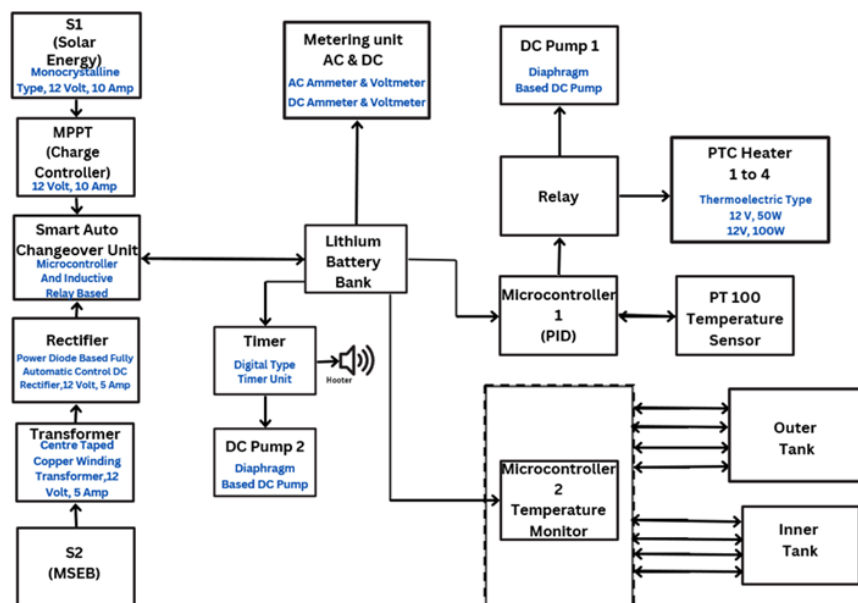 S1
(Solar
Energy)
Monocrystalline
Type, 12 Volt, 10 Amp
MPPT
(Charge
Controller)
12 Volt, 10 Amp
Smart Auto
Changeover Unit
Microcontroller
And Inductive
Relay Based
Rectifier
Power Diode Based Fully
Automatic Control DC
Rectifier,12 Volt, 5 Amp
Transformer
Centre Taped
Copper Winding
Transformer,12
Volt, 5 Amp
S2
(MSEB)
Metering unit
AC & DC
AC Ammeter & Voltmeter
DC Ammeter & Voltmeter
Lithium
Battery
Bank
Timer
Digital Type
Timer Unit
Hooter
DC Pump 2
Diaphragm
Based DC Pump
DC Pump 1
Diaphragm
Based DC Pump
Relay
PTC Heater
1 to 4
Thermoelectric Type
12 V, 50W
12V, 100W
Microcontroller
1
(PID)
PT 100
Temperature
Sensor
Microcontroller
2
Temperature
Monitor
Outer
Tank
Inner
Tank